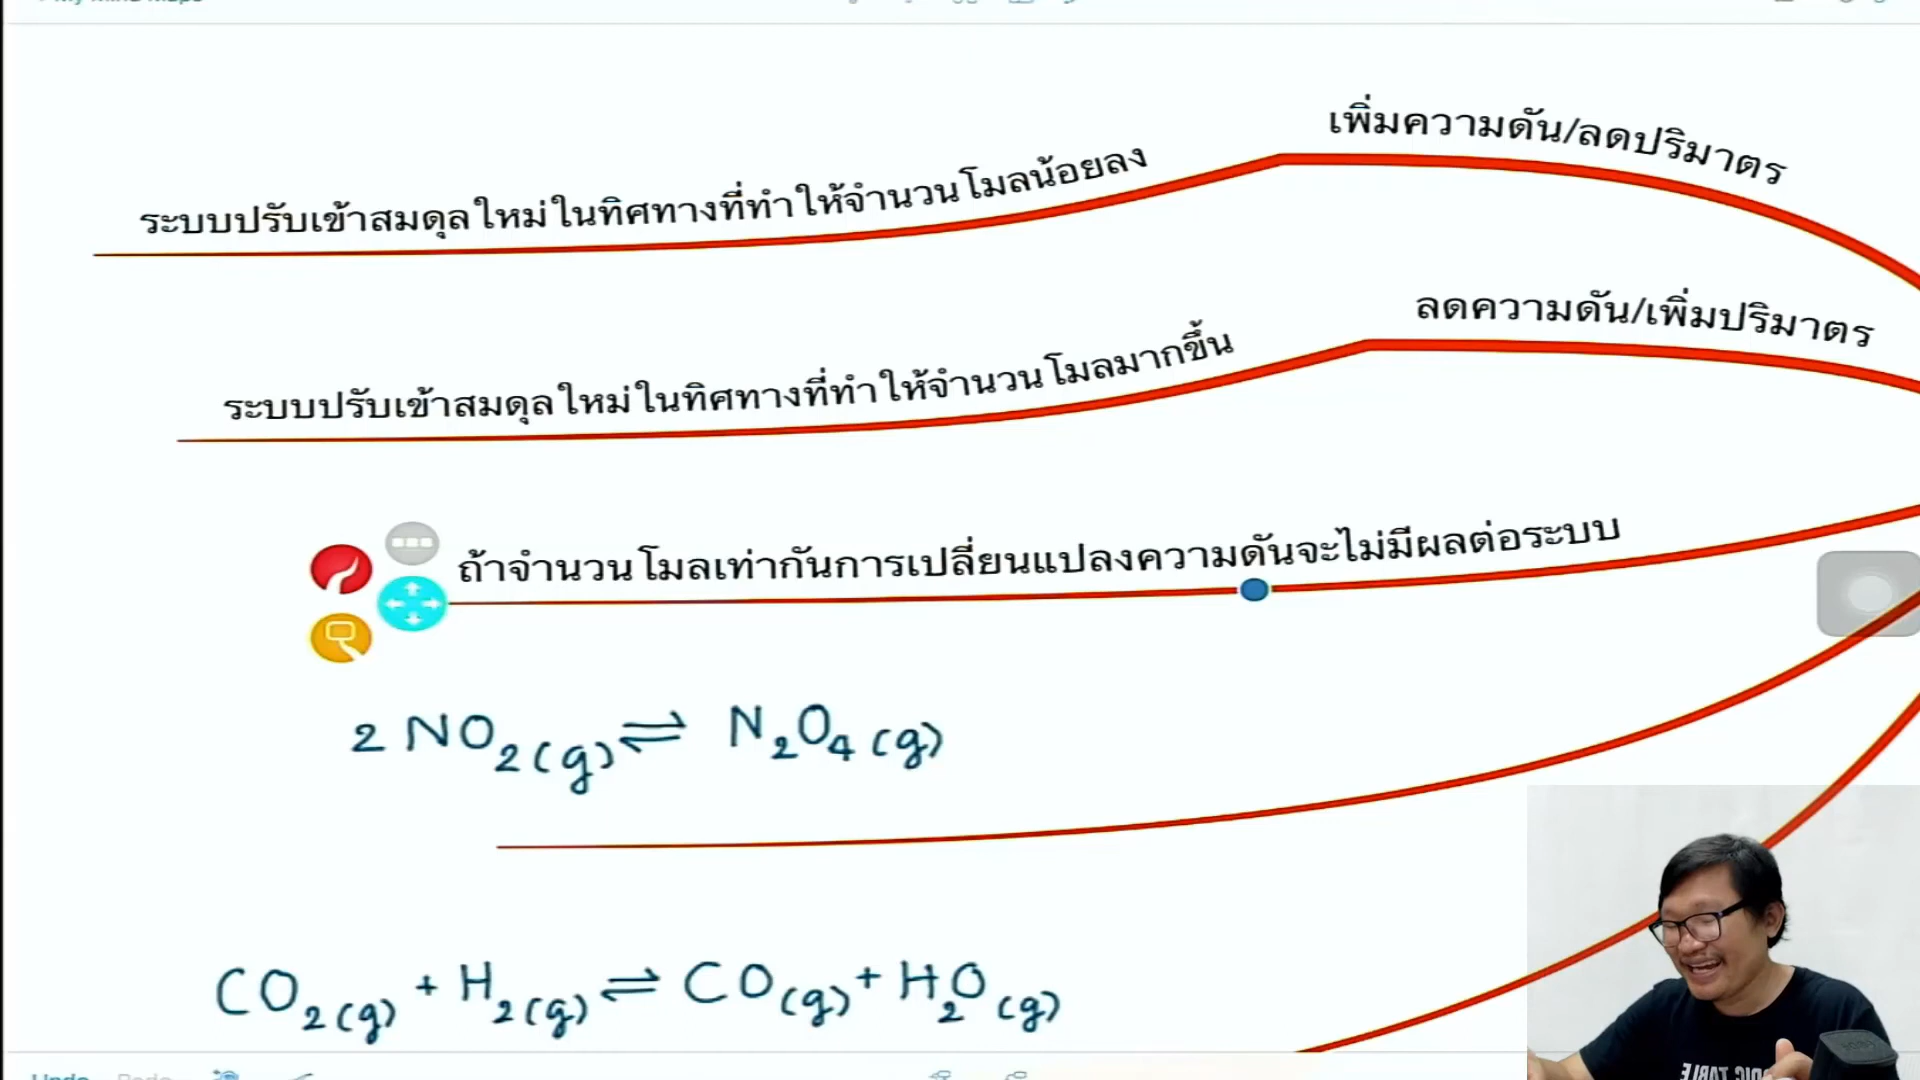 My Mind Maps
เพิ่มความดัน/ลดปริมาตร
ระบบปรับเข้าสมดุลใหม่ในทิศทางที่ทำให้จำนวนโมลน้อยลง
ลดความดัน/เพิ่มปริมาตร
ระบบปรับเข้าสมดุลใหม่ในทิศทางที่ทำให้จำนวนโมลมากขึ้น
ถ้าจำนวนโมลเท่ากันการเปลี่ยนแปลงความดันจะไม่มีผลต่อระบบ
2 NO₂(g) ⇌ N₂O₄(g)
CO₂(g) + H₂(g) ⇌ CO(g) + H₂O(g)
Undo Redo